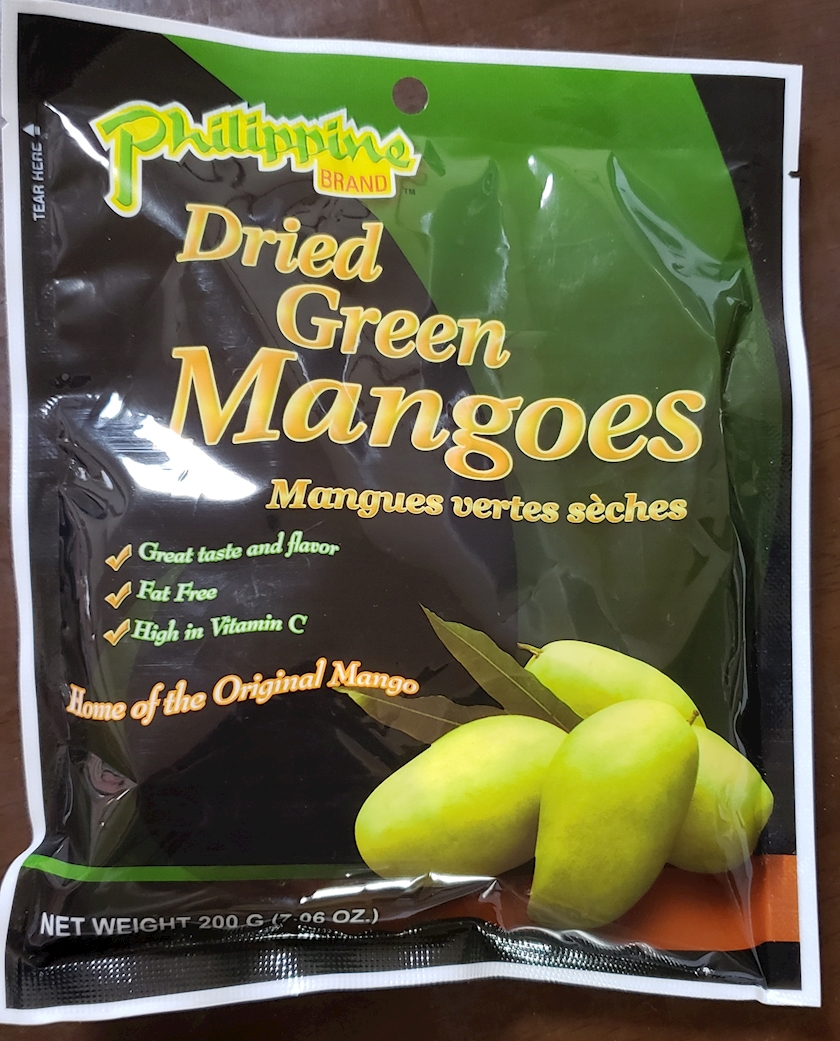 TEAR HERE
Philippine
BRAND
TM
Dried
Green
Mangoes
Mangues vertes sèches
Great taste and flavor
Fat Free
High in Vitamin C
Home of the Original Mango
NET WEIGHT 200 G (7.06 OZ.)